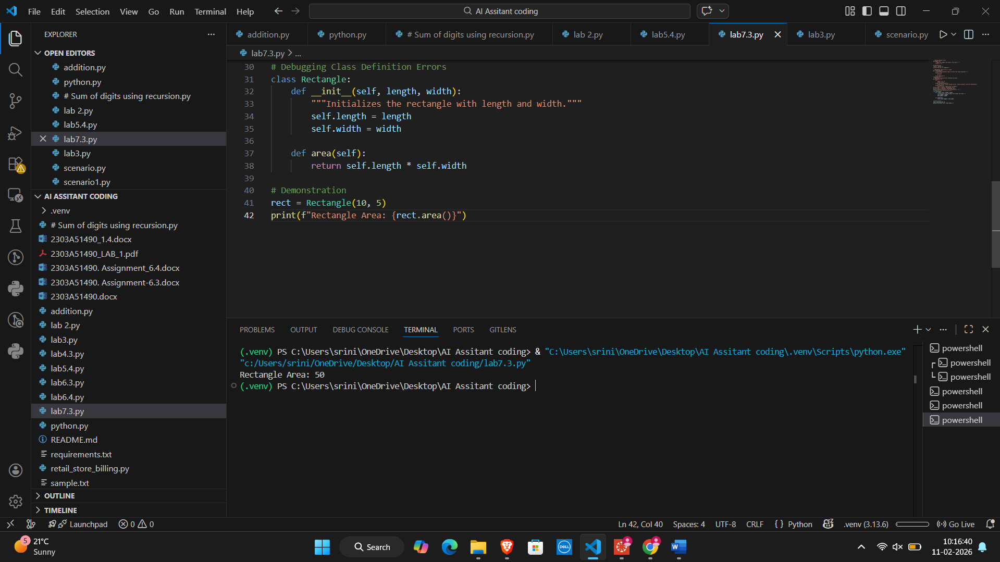 File Edit Selection View Go Run Terminal Help
AI Assitant coding
EXPLORER
OPEN EDITORS
addition.py
python.py
# Sum of digits using recursion.py
lab 2.py
lab5.4.py
lab7.3.py
lab3.py
scenario.py
scenario1.py
AI ASSITANT CODING
.venv
# Sum of digits using recursion.py
2303A51490_1.4.docx
2303A51490_LAB_1.pdf
2303A51490. Assignment_6.4.docx
2303A51490. Assignment-6.3.docx
2303A51490.docx
addition.py
lab 2.py
lab3.py
lab4.3.py
lab5.4.py
lab6.3.py
lab6.4.py
lab7.3.py
python.py
README.md
requirements.txt
retail_store_billing.py
sample.txt
OUTLINE
TIMELINE
addition.py python.py # Sum of digits using recursion.py lab 2.py lab5.4.py lab7.3.py lab3.py scenario.py
lab7.3.py > ...
30 # Debugging Class Definition Errors
31 class Rectangle:
32     def __init__(self, length, width):
33         """Initializes the rectangle with length and width."""
34         self.length = length
35         self.width = width
36
37     def area(self):
38         return self.length * self.width
39
40 # Demonstration
41 rect = Rectangle(10, 5)
42 print(f"Rectangle Area: {rect.area()}")
PROBLEMS OUTPUT DEBUG CONSOLE TERMINAL PORTS GITLENS
(.venv) PS C:\Users\srini\OneDrive\Desktop\AI Assitant coding> & "C:\Users\srini\OneDrive\Desktop\AI Assitant coding\.venv\Scripts\python.exe"
"c:/Users/srini/OneDrive/Desktop/AI Assitant coding/lab7.3.py"
Rectangle Area: 50
(.venv) PS C:\Users\srini\OneDrive\Desktop\AI Assitant coding>
powershell
powershell
powershell
powershell
powershell
powershell
Launchpad 0 0
Ln 42, Col 40 Spaces: 4 UTF-8 CRLF {} Python .venv (3.13.6) Go Live
5
21°C
Sunny
Search
DELL
10:16:40
11-02-2026